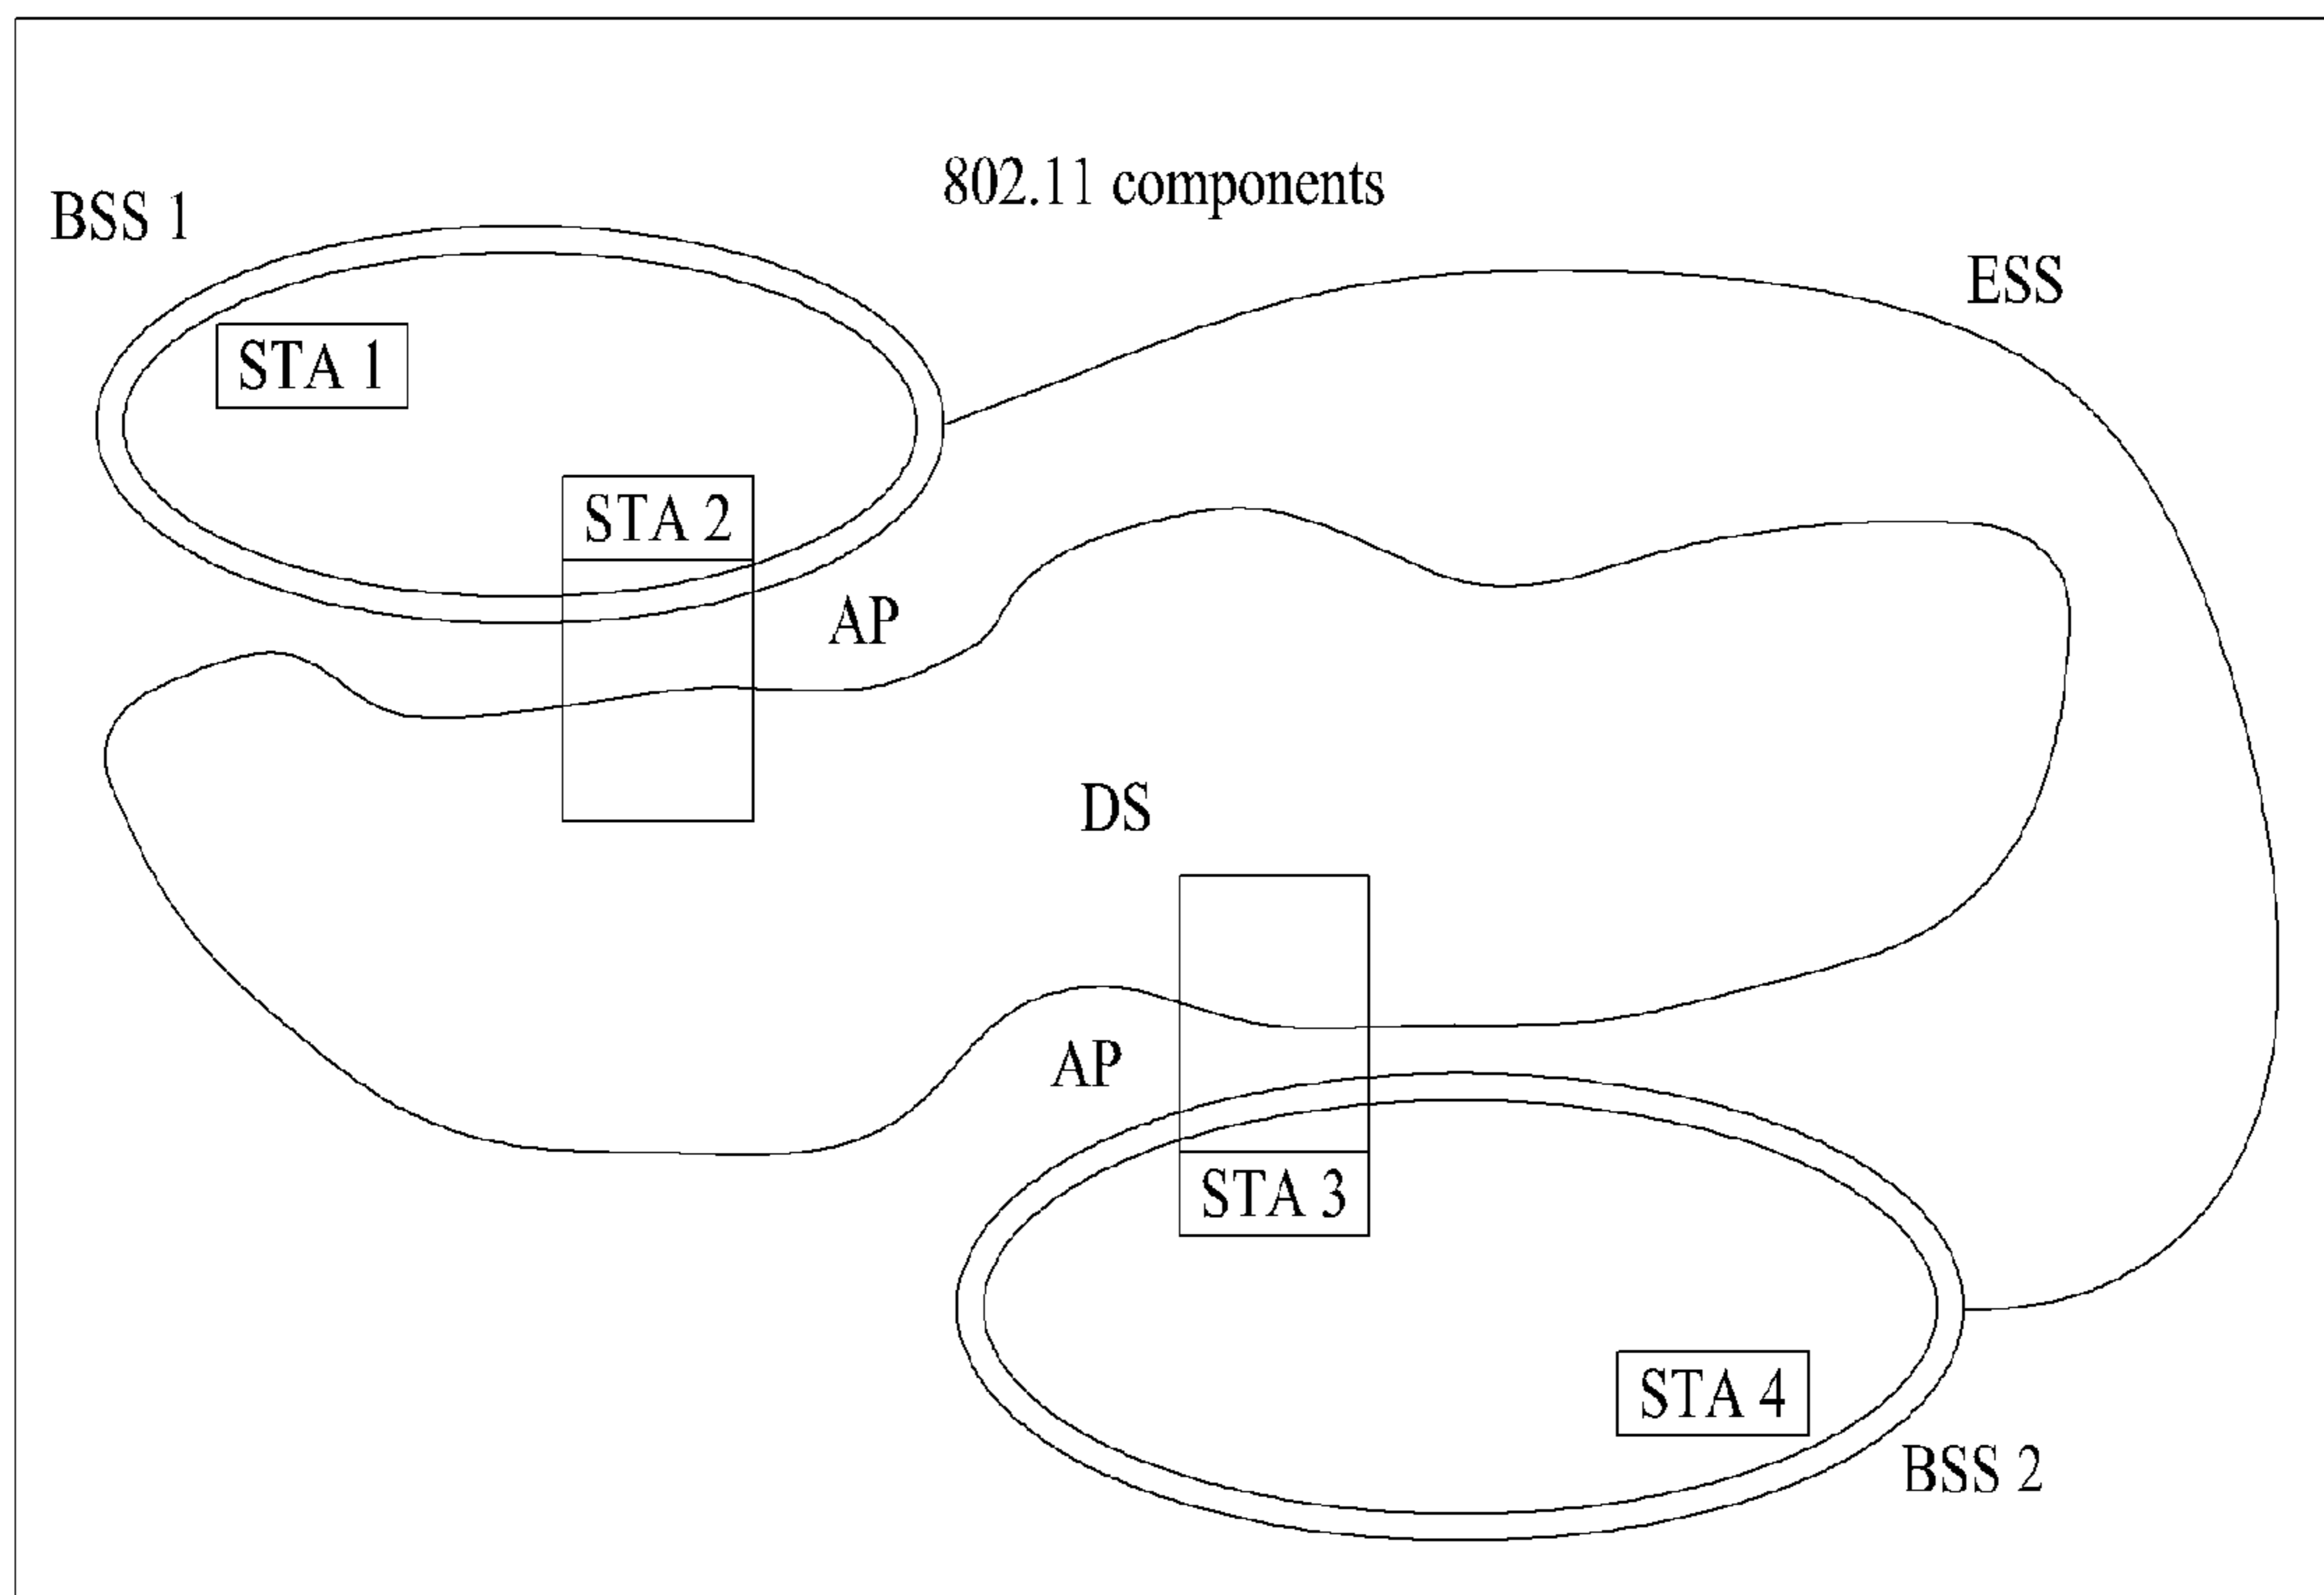 802.11 components
BSS 1
ESS
STA 1
STA 2
AP
DS
AP
STA 3
STA 4
BSS 2